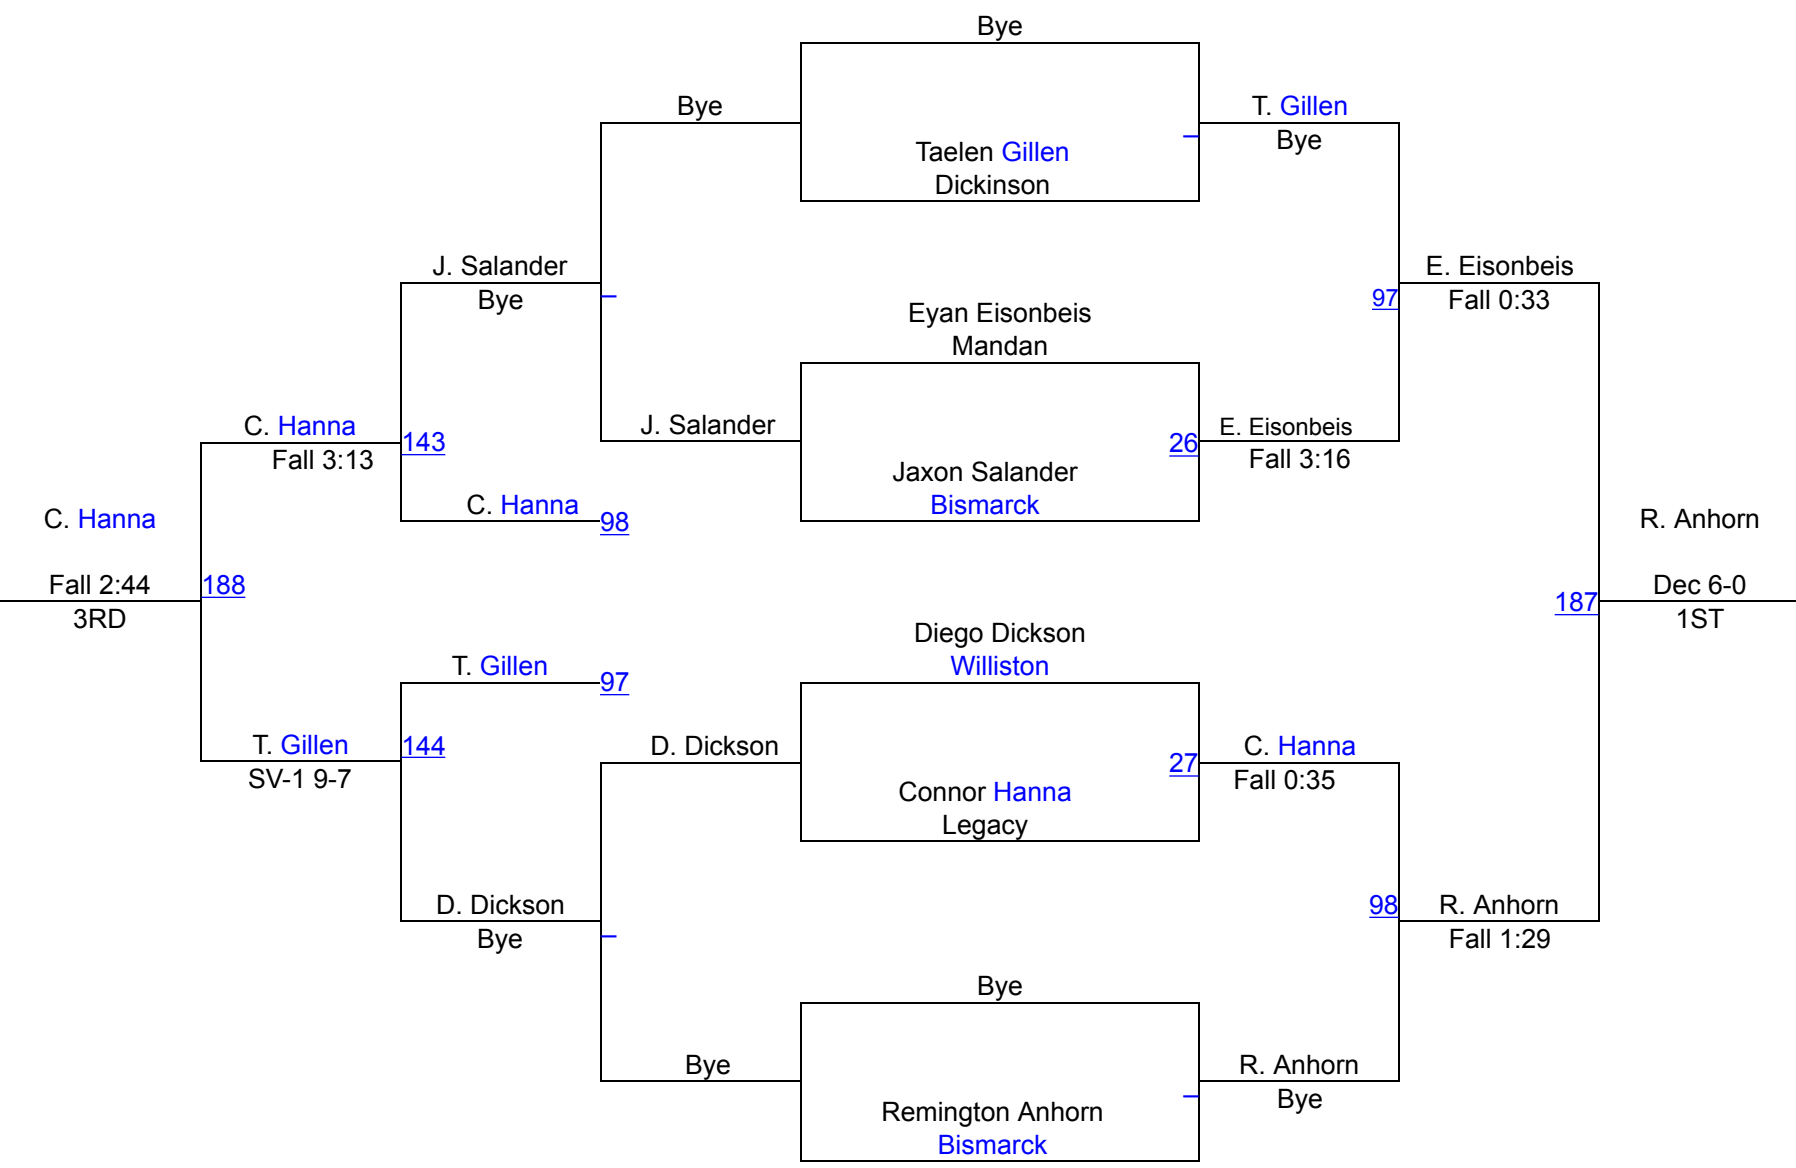 Bye
Bye
T. Gillen
Bye
Taelen Gillen
Dickinson
J. Salander
Bye
E. Eisonbeis
Fall 0:33
97
Eyan Eisonbeis
Mandan
C. Hanna
Fall 3:13
143
J. Salander
26
E. Eisonbeis
Fall 3:16
Jaxon Salander
Bismarck
C. Hanna
98
C. Hanna
Fall 2:44
3RD
188
R. Anhorn
Dec 6-0
1ST
187
Diego Dickson
Williston
T. Gillen
97
T. Gillen
SV-1 9-7
144
D. Dickson
27
C. Hanna
Fall 0:35
Connor Hanna
Legacy
D. Dickson
Bye
98
R. Anhorn
Fall 1:29
Bye
Bye
R. Anhorn
Bye
Remington Anhorn
Bismarck